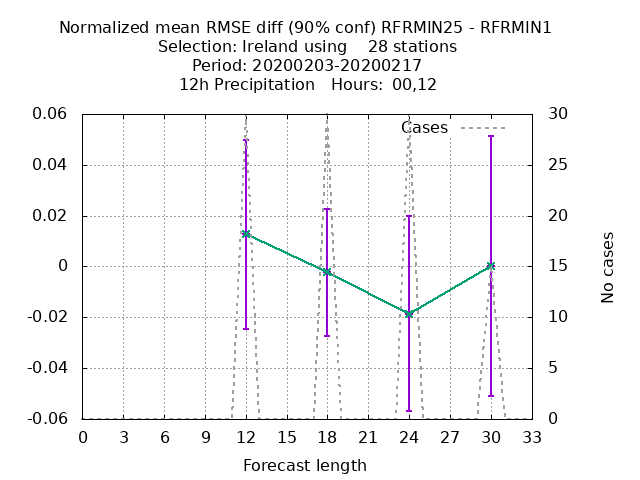 Normalized mean RMSE diff (90% conf) RFRMIN25 - RFRMIN1
Selection: Ireland using 28 stations
Period: 20200203-20200217
12h Precipitation Hours: 00,12
Cases
0.06
0.04
0.02
0
-0.02
-0.04
-0.06
30
25
20
15
10
5
0
No cases
0 3 6 9 12 15 18 21 24 27 30 33
Forecast length